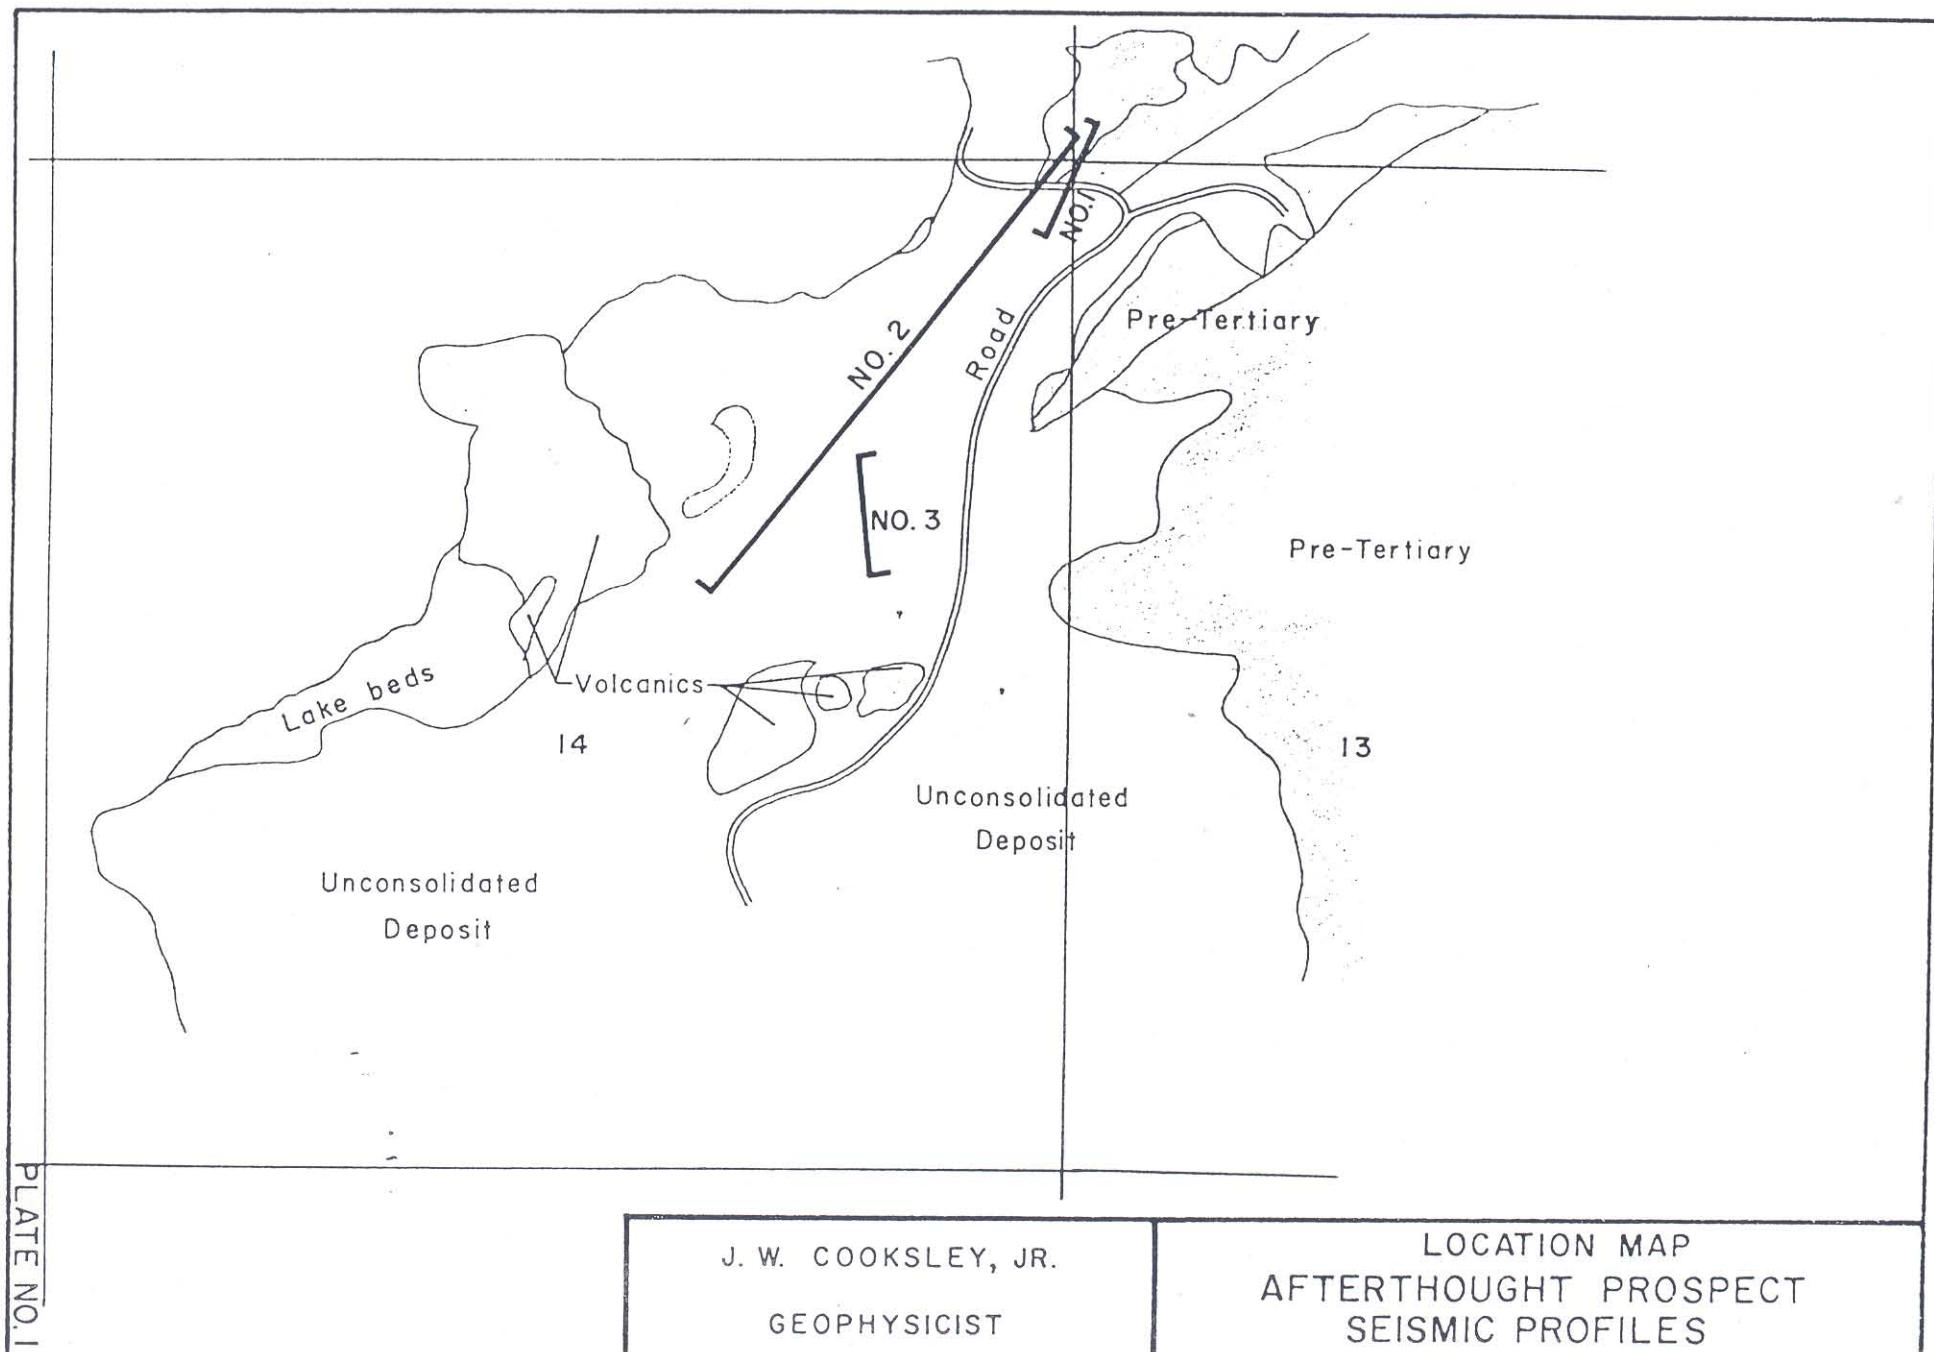 NO.1
NO. 2
Road
Pre-Tertiary
NO. 3
Pre-Tertiary
Lake beds
Volcanics
14
13
Unconsolidated
Deposit
Unconsolidated
Deposit
PLATE NO.1
J. W. COOKSLEY, JR.
GEOPHYSICIST
LOCATION MAP
AFTERTHOUGHT PROSPECT
SEISMIC PROFILES